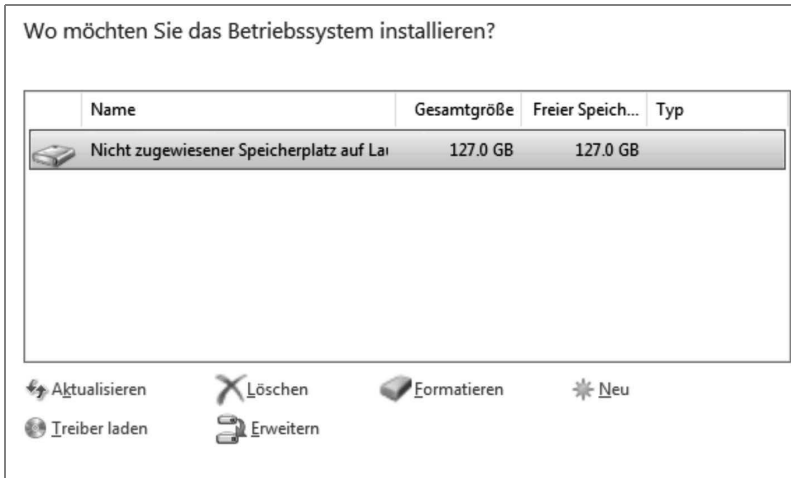 Wo möchten Sie das Betriebssystem installieren?
Name Gesamtgröße Freier Speich... Typ
Nicht zugewiesener Speicherplatz auf Lau 127.0 GB 127.0 GB
Aktualisieren Löschen Formatieren Neu
Treiber laden Erweitern